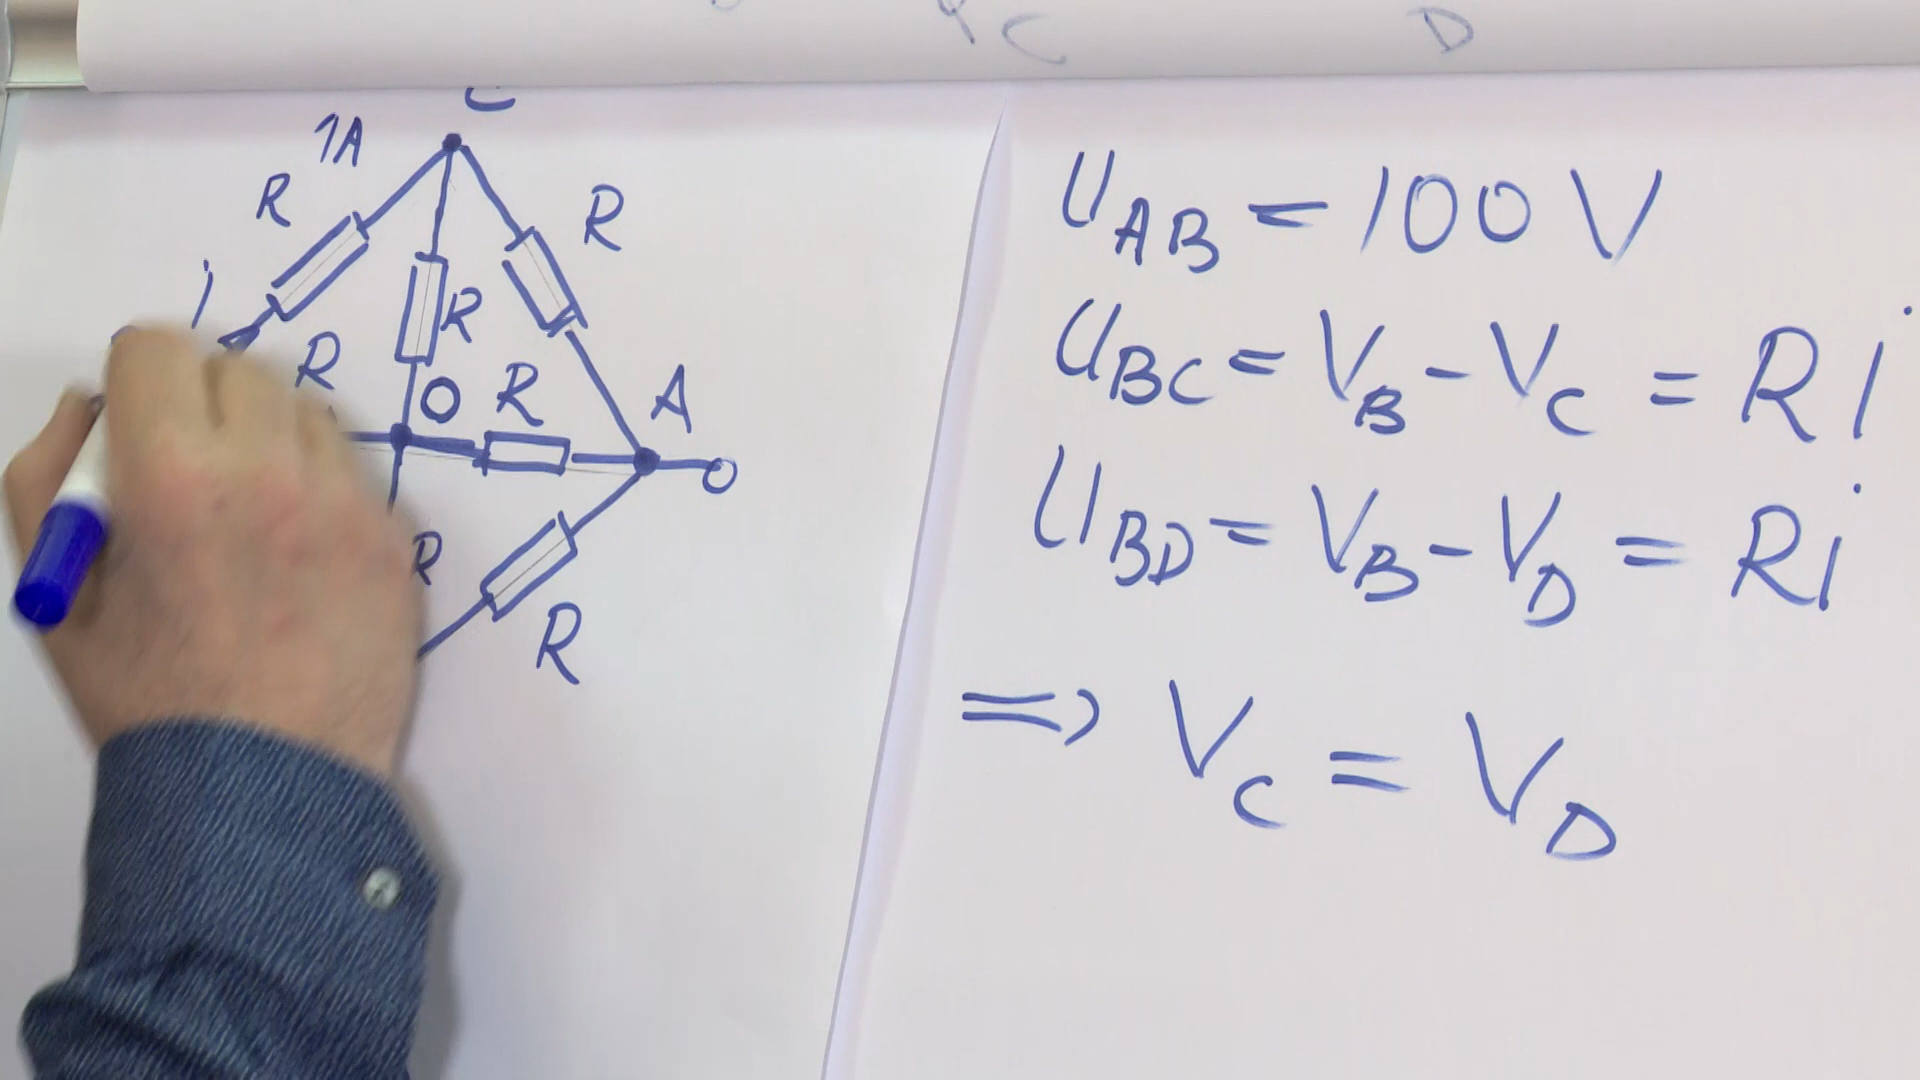 C D
C
1A
R
R
i
R
R
O R A
R
R
U_AB = 100 V
U_BC = V_B - V_C = Ri
U_BD = V_B - V_D = Ri
⇒ V_C = V_D